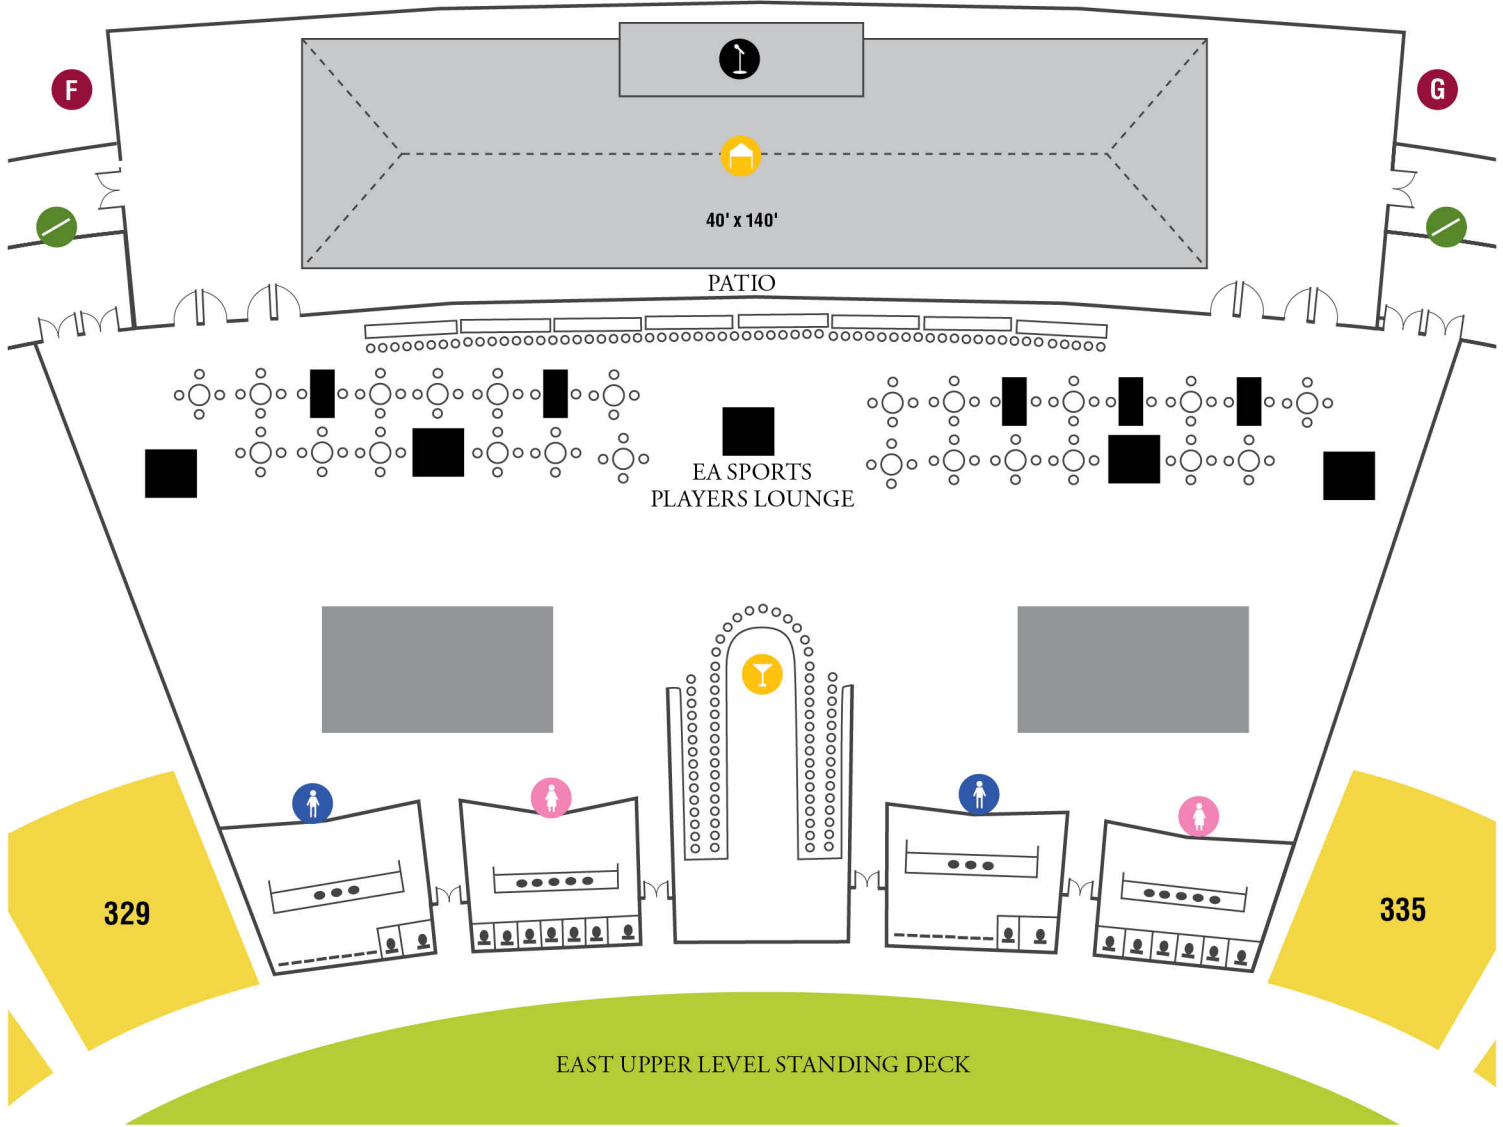 F
G
40' x 140'
PATIO
EA SPORTS
PLAYERS LOUNGE
329
335
EAST UPPER LEVEL STANDING DECK